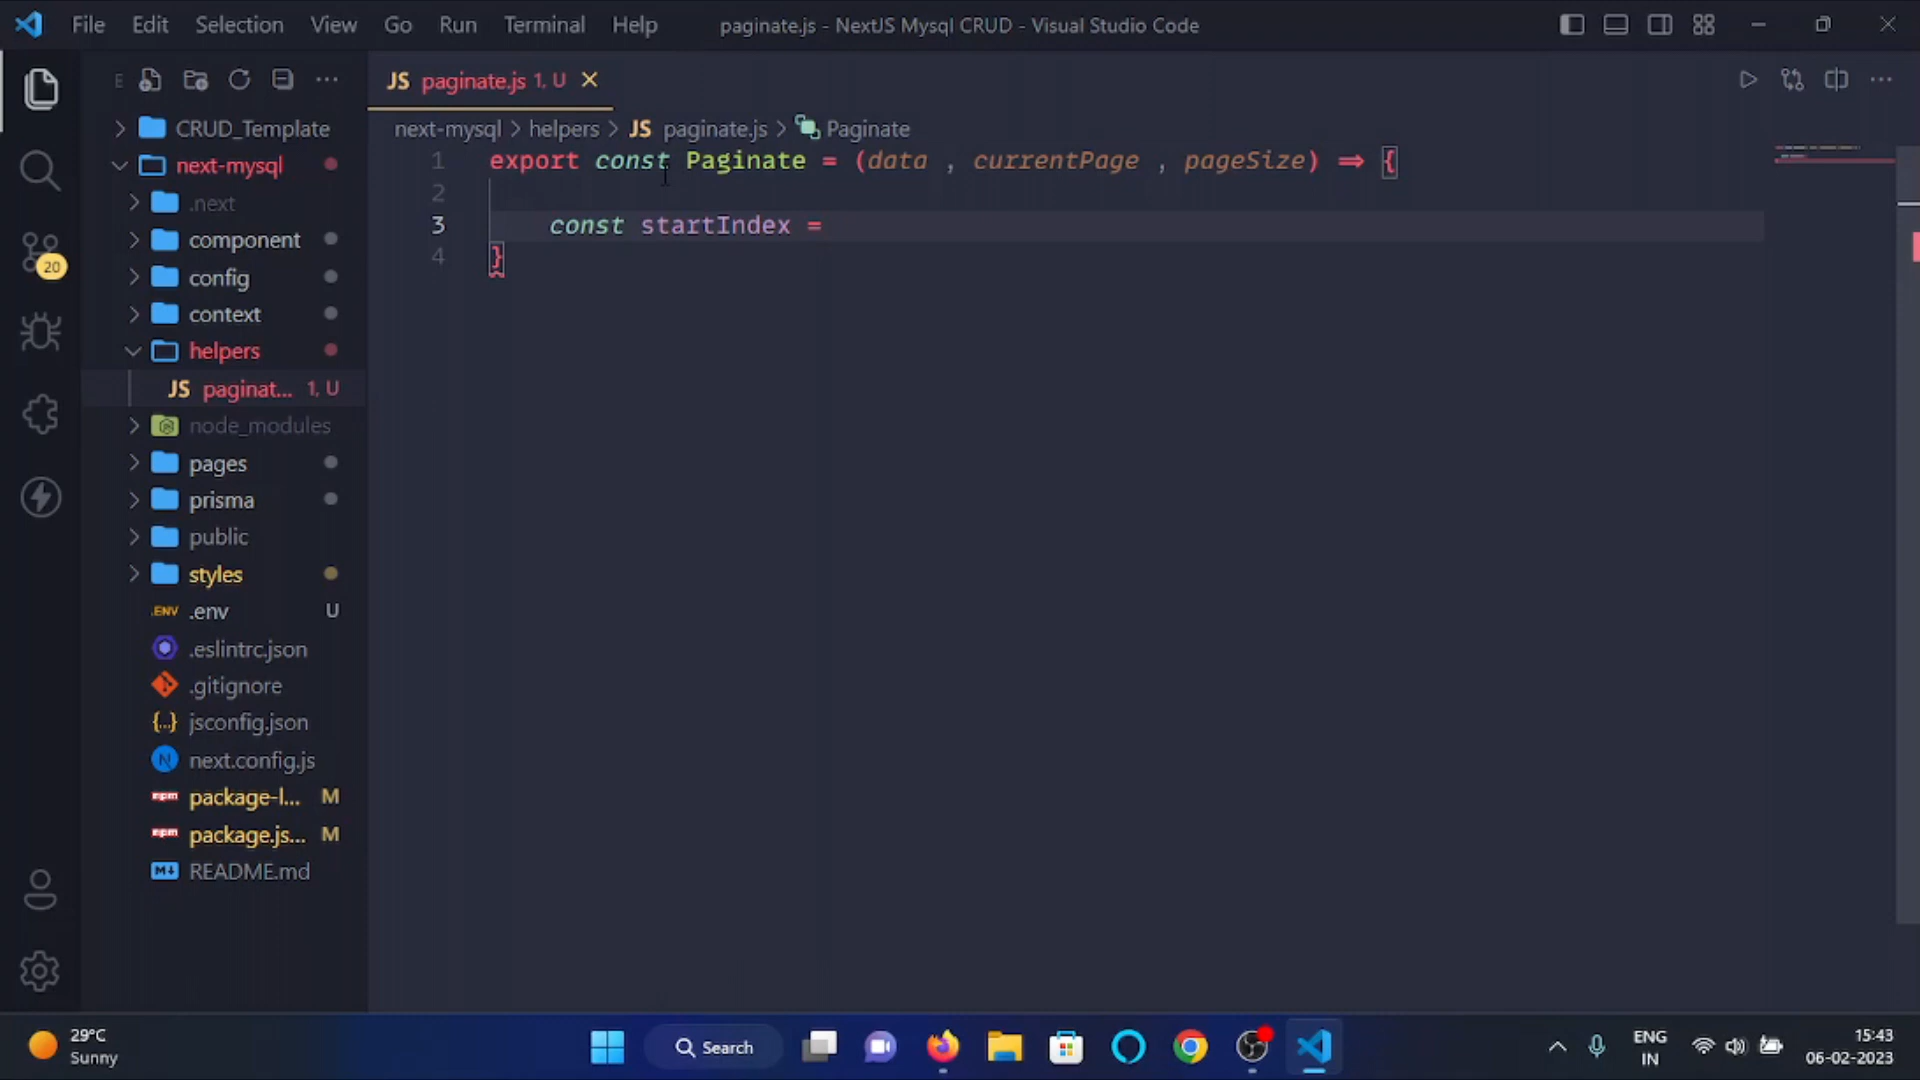 File Edit Selection View Go Run Terminal Help
paginate.js - NextJS Mysql CRUD - Visual Studio Code
E
JS paginate.js 1, U
next-mysql > helpers > JS paginate.js > Paginate
CRUD_Template
next-mysql
.next
component
config
context
helpers
JS paginat... 1, U
node_modules
pages
prisma
public
styles
.ENV .env U
.eslintrc.json
.gitignore
{..} jsconfig.json
N next.config.js
npm package-l... M
npm package.js... M
M README.md
20
1 export const Paginate = (data , currentPage , pageSize) => {
2
3 const startIndex =
4 }
29°C
Sunny
Search
ENG
IN
15:43
06-02-2023